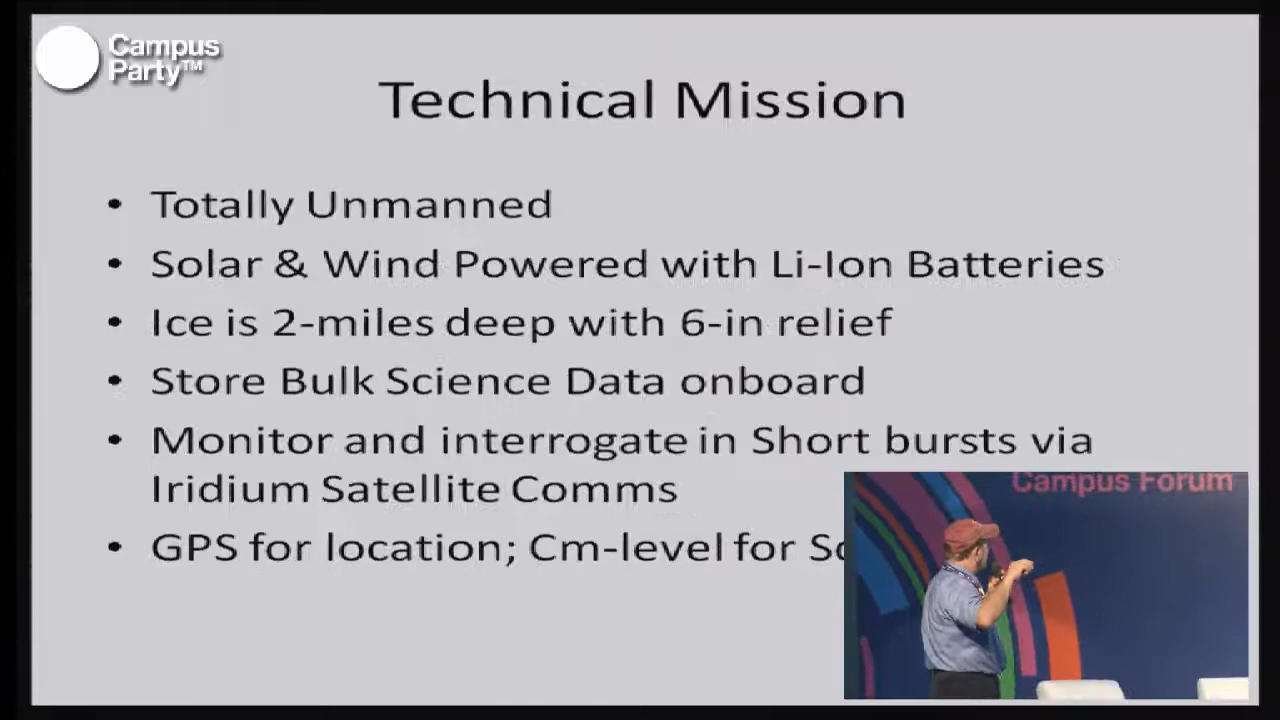 Campus
Party™
Technical Mission
• Totally Unmanned
• Solar & Wind Powered with Li-Ion Batteries
• Ice is 2-miles deep with 6-in relief
• Store Bulk Science Data onboard
• Monitor and interrogate in Short bursts via
Iridium Satellite Comms
• GPS for location; Cm-level for
Campus Forum